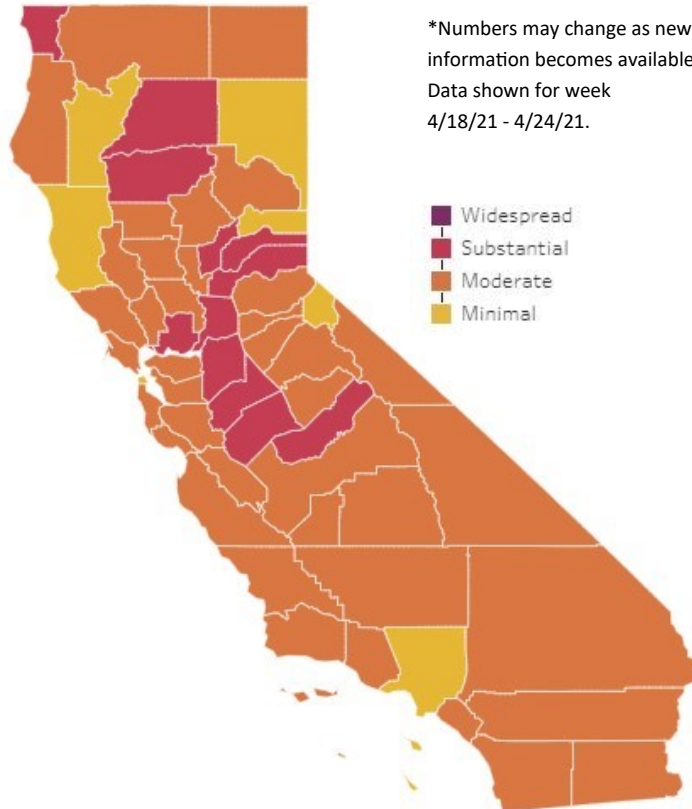 *Numbers may change as new
information becomes available
Data shown for week
4/18/21 - 4/24/21.
Widespread
Substantial
Moderate
Minimal